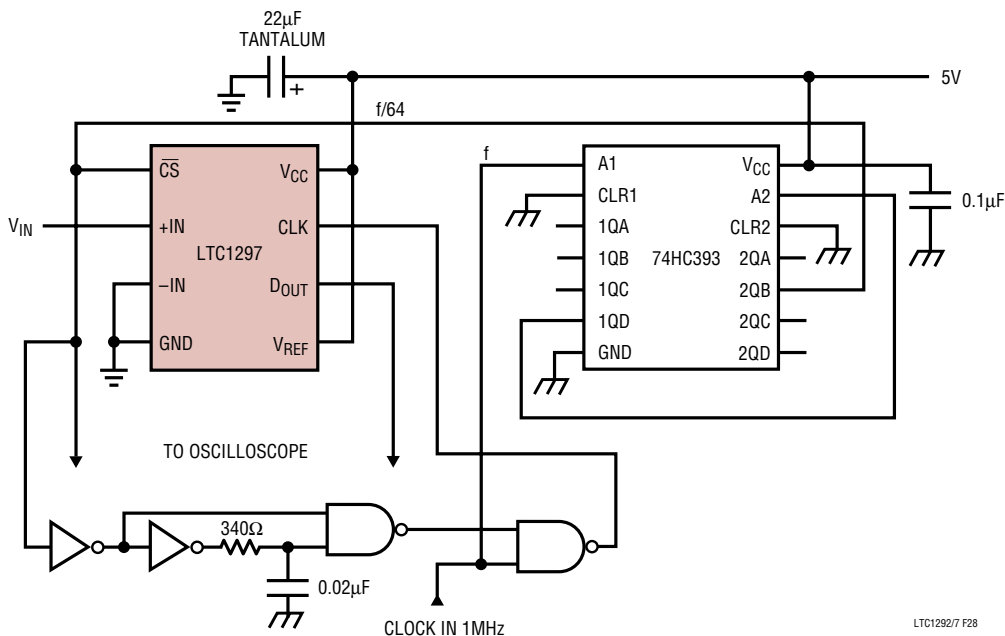 22µF
TANTALUM
5V
f/64
f
C̅S̅
VCC
VIN
+IN
CLK
LTC1297
–IN
DOUT
GND
VREF
A1
VCC
CLR1
A2
0.1µF
1QA
CLR2
1QB
74HC393
2QA
1QC
2QB
1QD
2QC
GND
2QD
TO OSCILLOSCOPE
340Ω
0.02µF
CLOCK IN 1MHz
LTC1292/7 F28